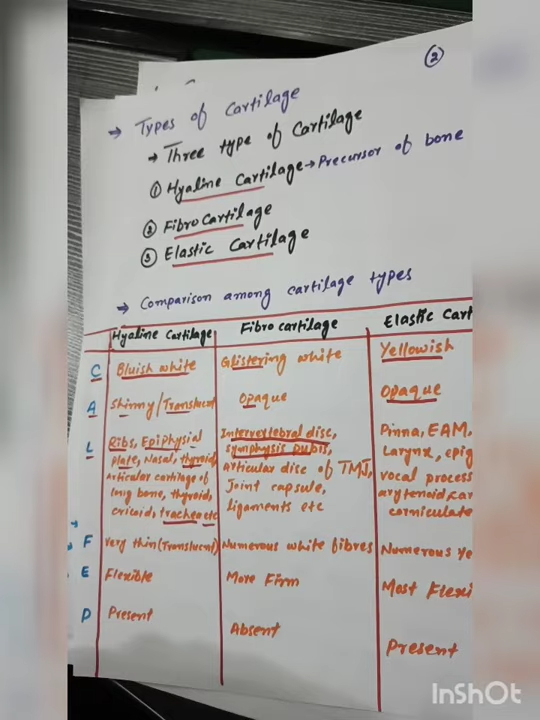 ②
→ Types of Cartilage
→ Three type of Cartilage
① Hyaline Cartilage → Precursor of bone
② Fibro Cartilage
③ Elastic Cartilage
→ Comparison among cartilage types
Hyaline Cartilage Fibro cartilage Elastic Cart
C Bluish white Glistering white Yellowish
A Shinny/Translucent Opaque Opaque
L Ribs, Epiphysial Intervertebral disc, Pinna, EAM,
plate, Nasal, thyroid, symphysis pubis, Larynx, epig
Articular cartilage of articular disc of TMJ, vocal process
long bone, thyroid, Joint capsule, arytenoid, car
cricoid, trachea etc Ligaments etc corniculate
F very thin (Translucent) Numerous white fibres Numerous Ye
E Flexible More Firm Most Flexi
P Present Absent Present
InShOt